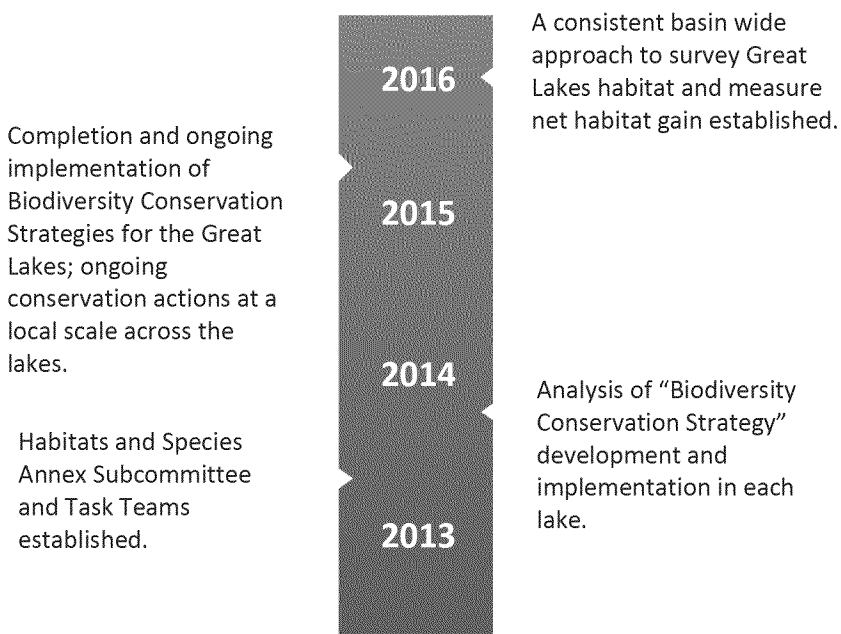 2016
A consistent basin wide
approach to survey Great
Lakes habitat and measure
net habitat gain established.
Completion and ongoing
implementation of
Biodiversity Conservation
Strategies for the Great
Lakes; ongoing
conservation actions at a
local scale across the
lakes.
2015
2014
Analysis of “Biodiversity
Conservation Strategy”
development and
implementation in each
lake.
Habitats and Species
Annex Subcommittee
and Task Teams
established.
2013